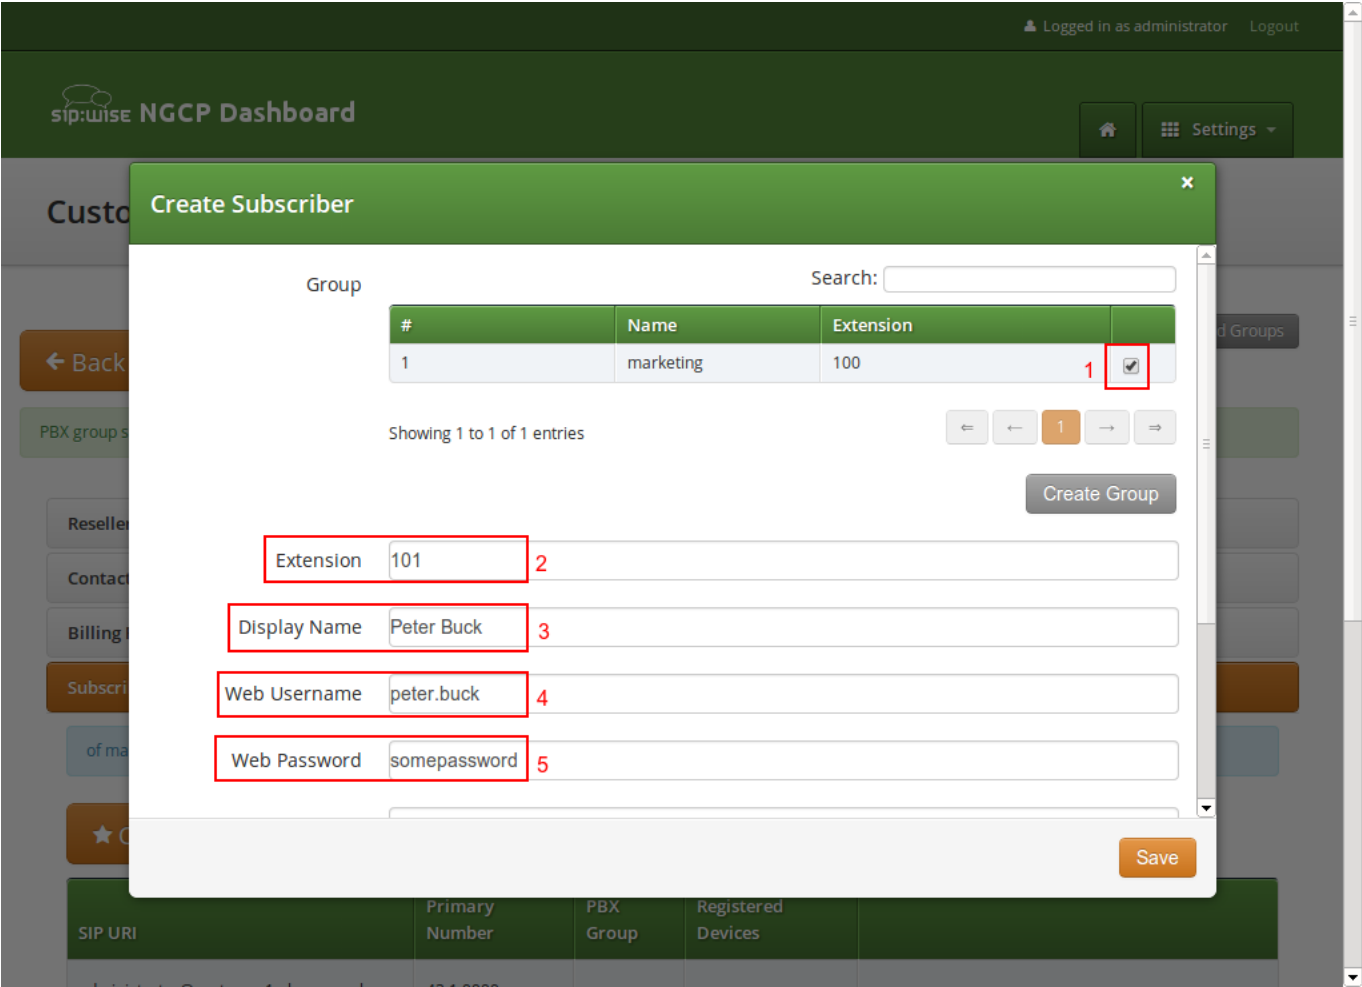 Logged in as administrator Logout
sip:wise NGCP Dashboard
Settings
Custo
Create Subscriber ×
Group Search:
# Name Extension
d Groups
← Back
1 marketing 100 1
PBX group s
Showing 1 to 1 of 1 entries ⇐ ← 1 → ⇒
Create Group
Reseller
Extension 101 2
Contact
Display Name Peter Buck 3
Billing
Web Username peter.buck 4
Subscri
of ma
Web Password somepassword 5
Save
SIP URI Primary Number PBX Group Registered Devices